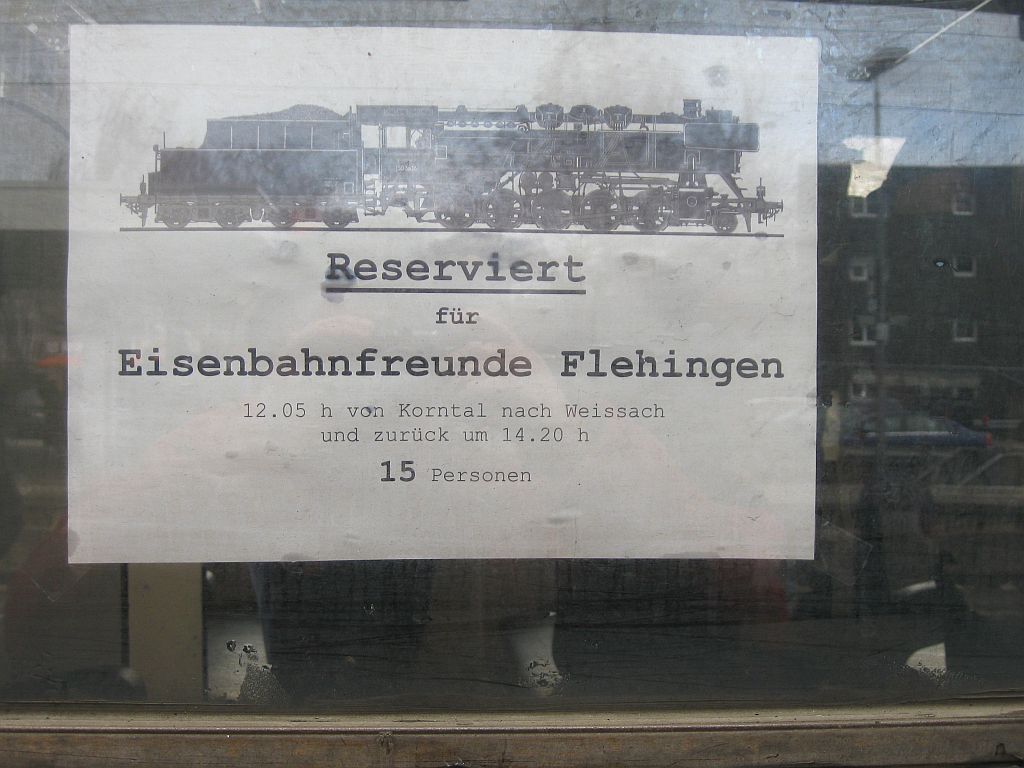 Reserviert
für
Eisenbahnfreunde Flehingen
12.05 h von Korntal nach Weissach
und zurück um 14.20 h
15 Personen